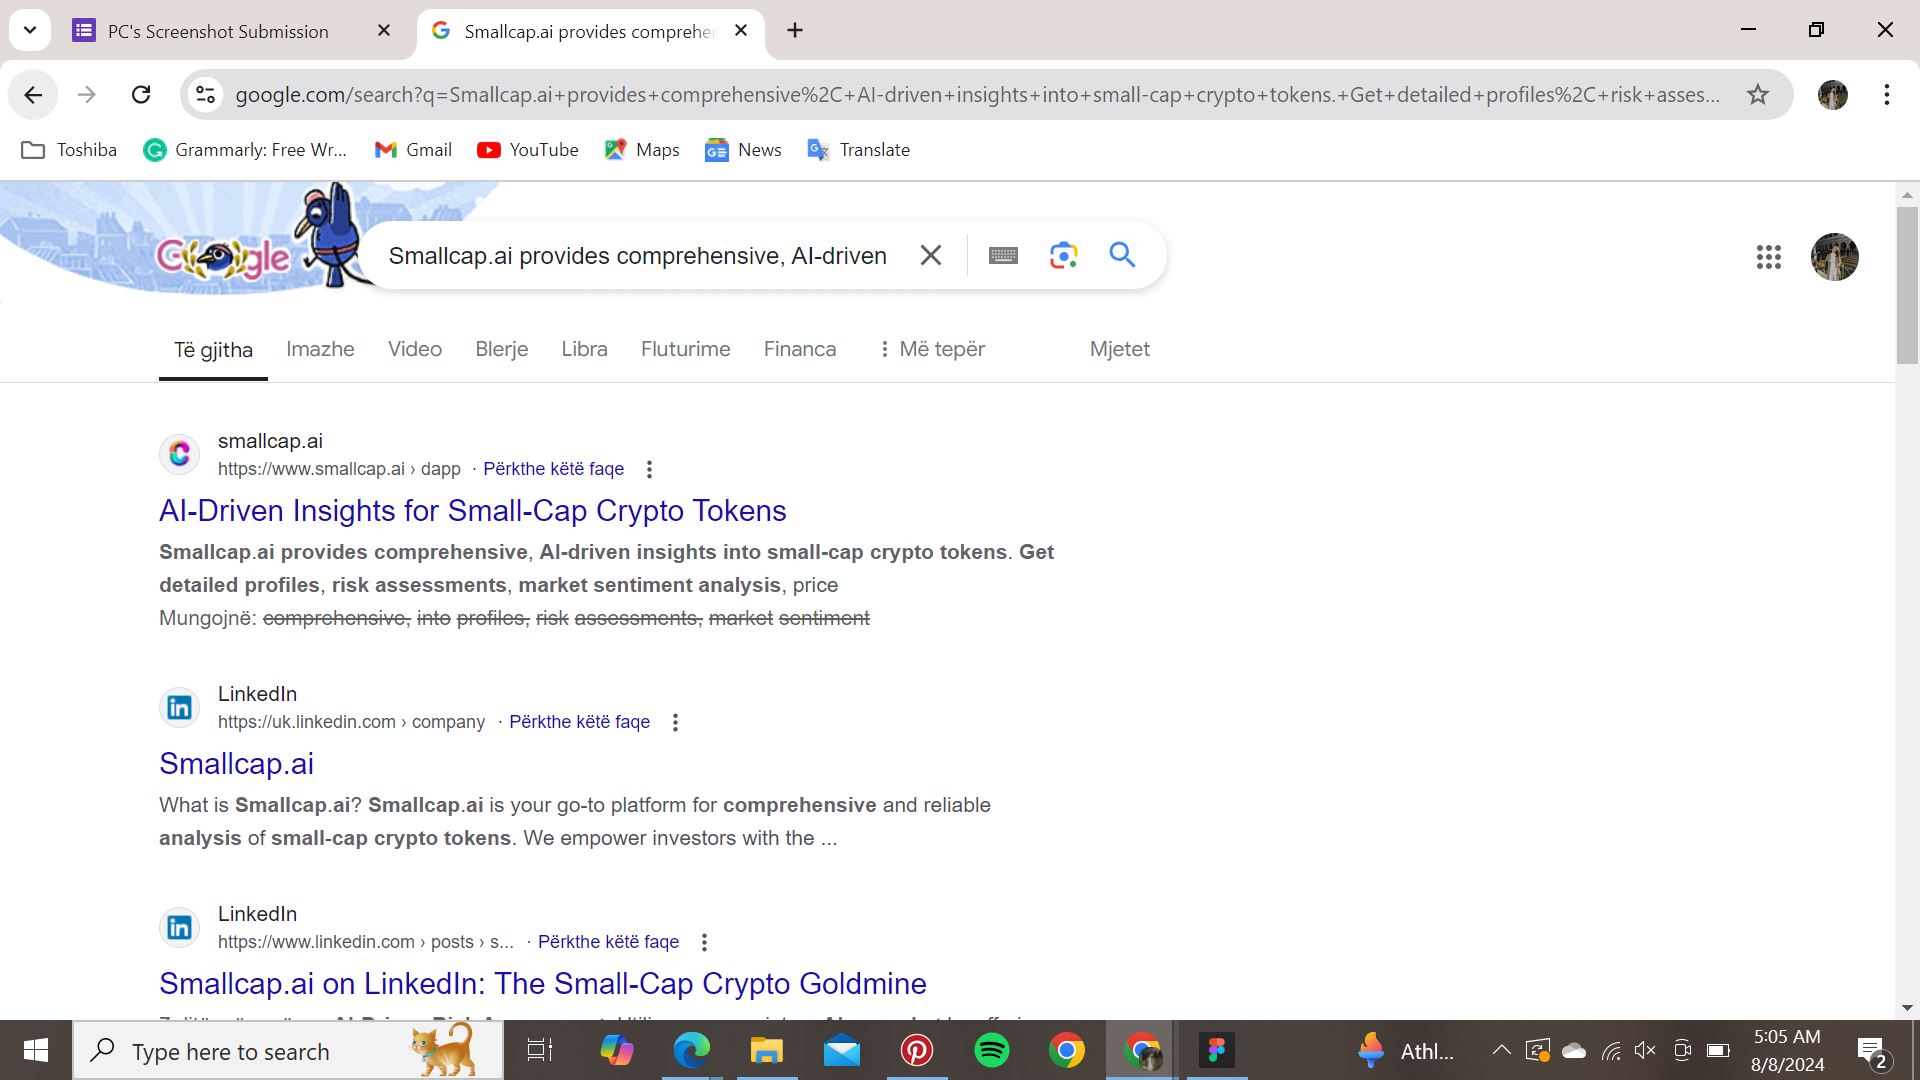 PC's Screenshot Submission
Smallcap.ai provides comprehe
google.com/search?q=Smallcap.ai+provides+comprehensive%2C+AI-driven+insights+into+small-cap+crypto+tokens.+Get+detailed+profiles%2C+risk+asses...
Toshiba
Grammarly: Free Wr...
Gmail
YouTube
Maps
News
Translate
Google
Smallcap.ai provides comprehensive, AI-driven
Të gjitha
Imazhe
Video
Blerje
Libra
Fluturime
Financa
Më tepër
Mjetet
smallcap.ai
https://www.smallcap.ai › dapp · Përkthe këtë faqe
AI-Driven Insights for Small-Cap Crypto Tokens
Smallcap.ai provides comprehensive, AI-driven insights into small-cap crypto tokens. Get
detailed profiles, risk assessments, market sentiment analysis, price
Mungojnë: comprehensive, into profiles, risk assessments, market sentiment
LinkedIn
https://uk.linkedin.com › company · Përkthe këtë faqe
Smallcap.ai
What is Smallcap.ai? Smallcap.ai is your go-to platform for comprehensive and reliable
analysis of small-cap crypto tokens. We empower investors with the ...
LinkedIn
https://www.linkedin.com › posts › s... · Përkthe këtë faqe
Smallcap.ai on LinkedIn: The Small-Cap Crypto Goldmine
Type here to search
Athl...
5:05 AM
8/8/2024
2